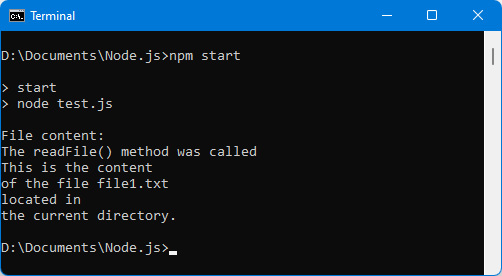 Terminal
D:\Documents\Node.js>npm start
> start
> node test.js
File content:
The readFile() method was called
This is the content
of the file file1.txt
located in
the current directory.
D:\Documents\Node.js>